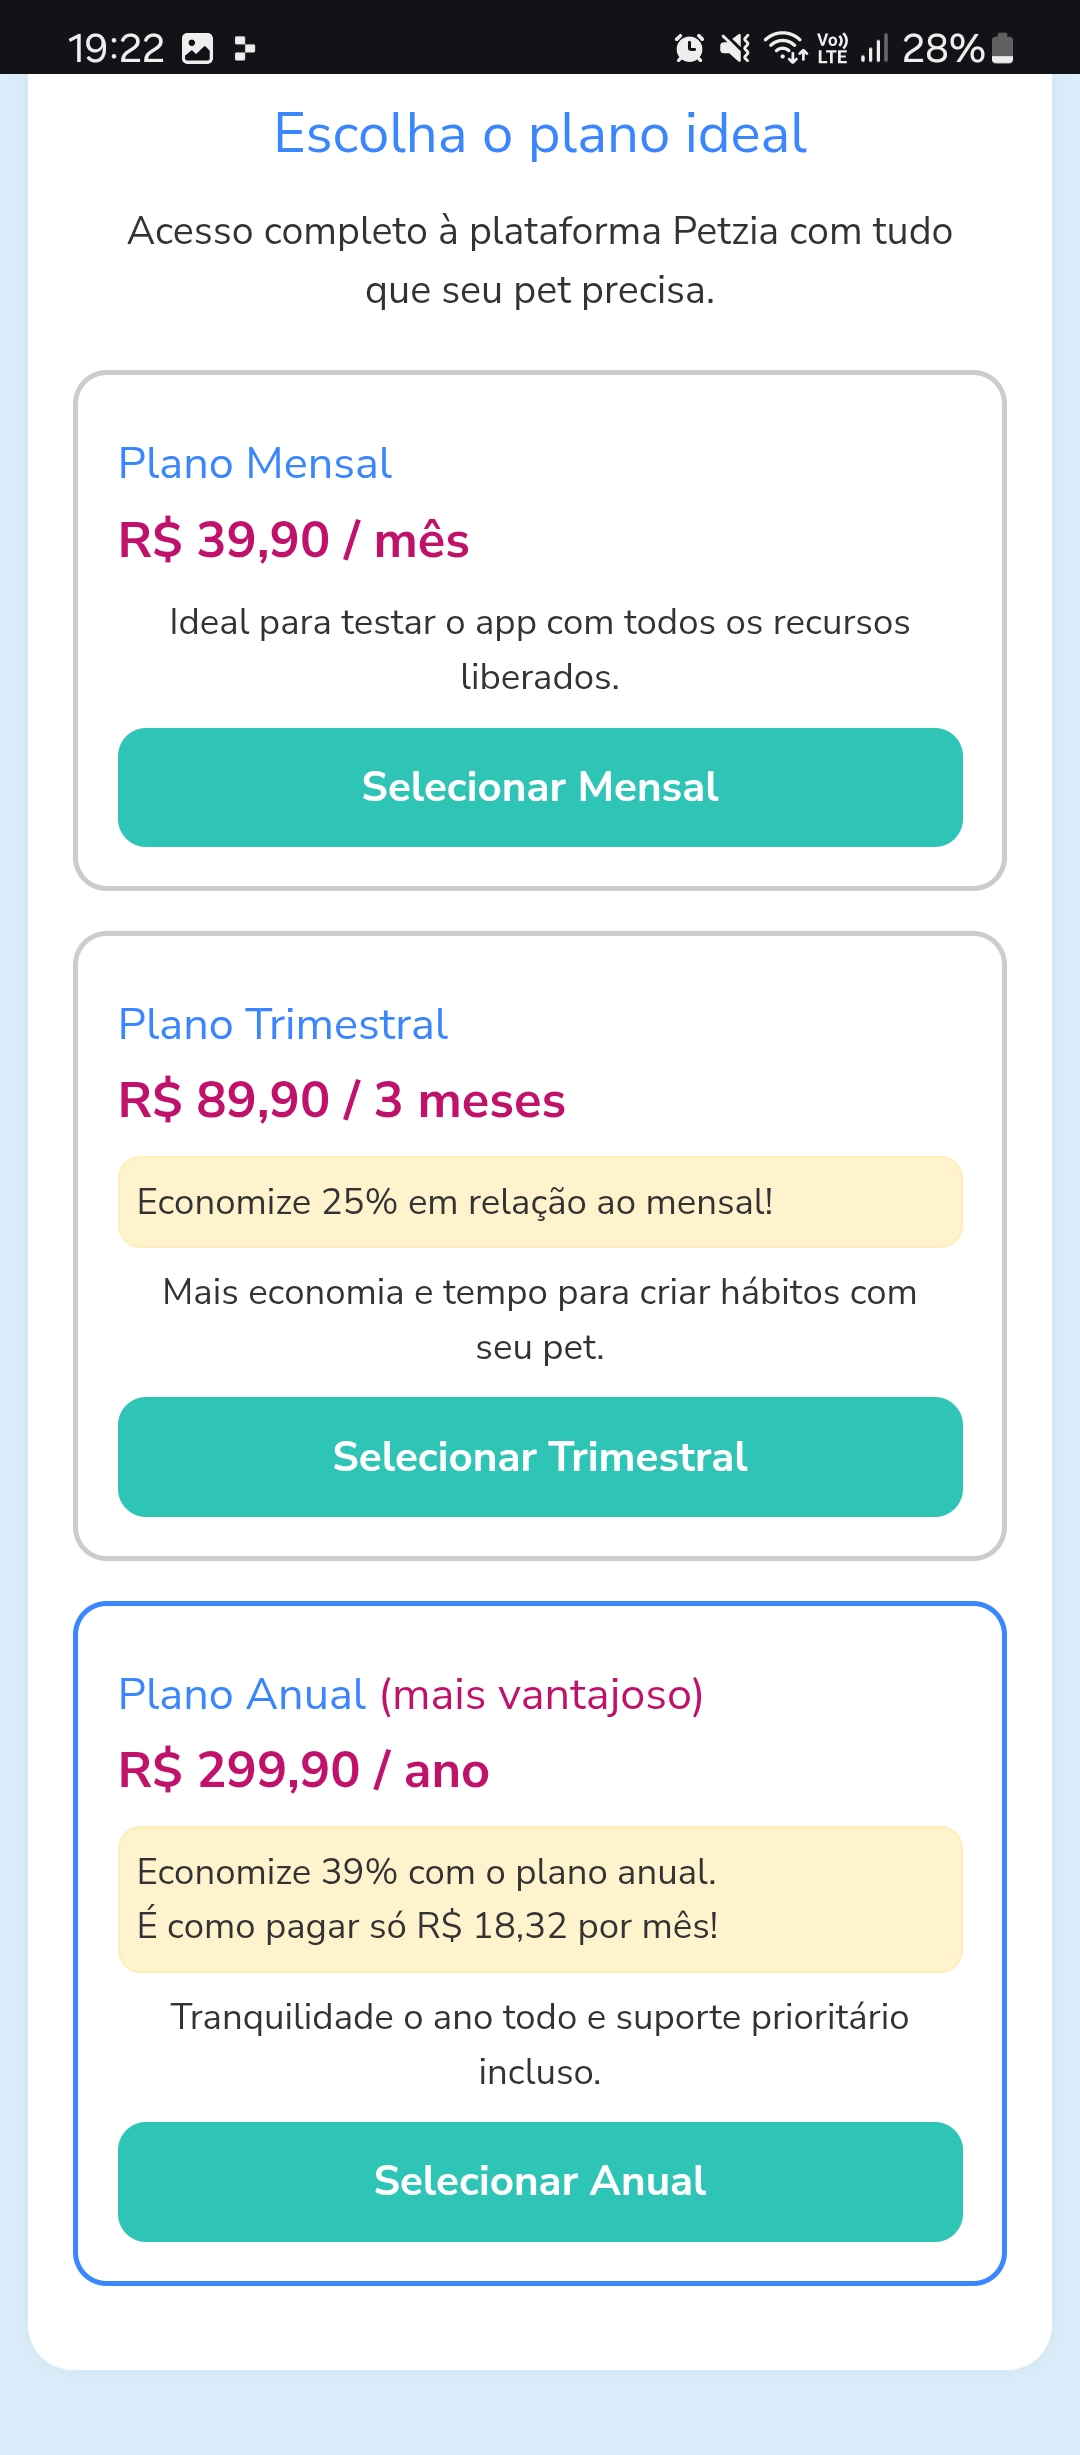 19:22
Vo)) LTE
28%
Escolha o plano ideal
Acesso completo à plataforma Petzia com tudo
que seu pet precisa.
Plano Mensal
R$ 39,90 / mês
Ideal para testar o app com todos os recursos
liberados.
Selecionar Mensal
Plano Trimestral
R$ 89,90 / 3 meses
Economize 25% em relação ao mensal!
Mais economia e tempo para criar hábitos com
seu pet.
Selecionar Trimestral
Plano Anual (mais vantajoso)
R$ 299,90 / ano
Economize 39% com o plano anual.
É como pagar só R$ 18,32 por mês!
Tranquilidade o ano todo e suporte prioritário
incluso.
Selecionar Anual